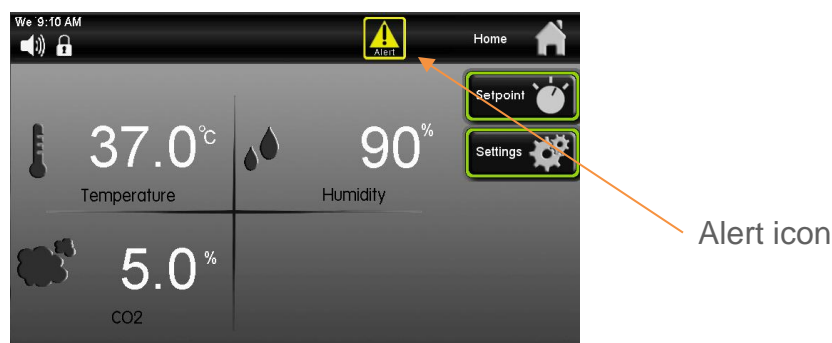 We 9:10 AM
Alert
Home
Setpoint
37.0°C
90%
Settings
Temperature
Humidity
Alert icon
5.0%
CO2